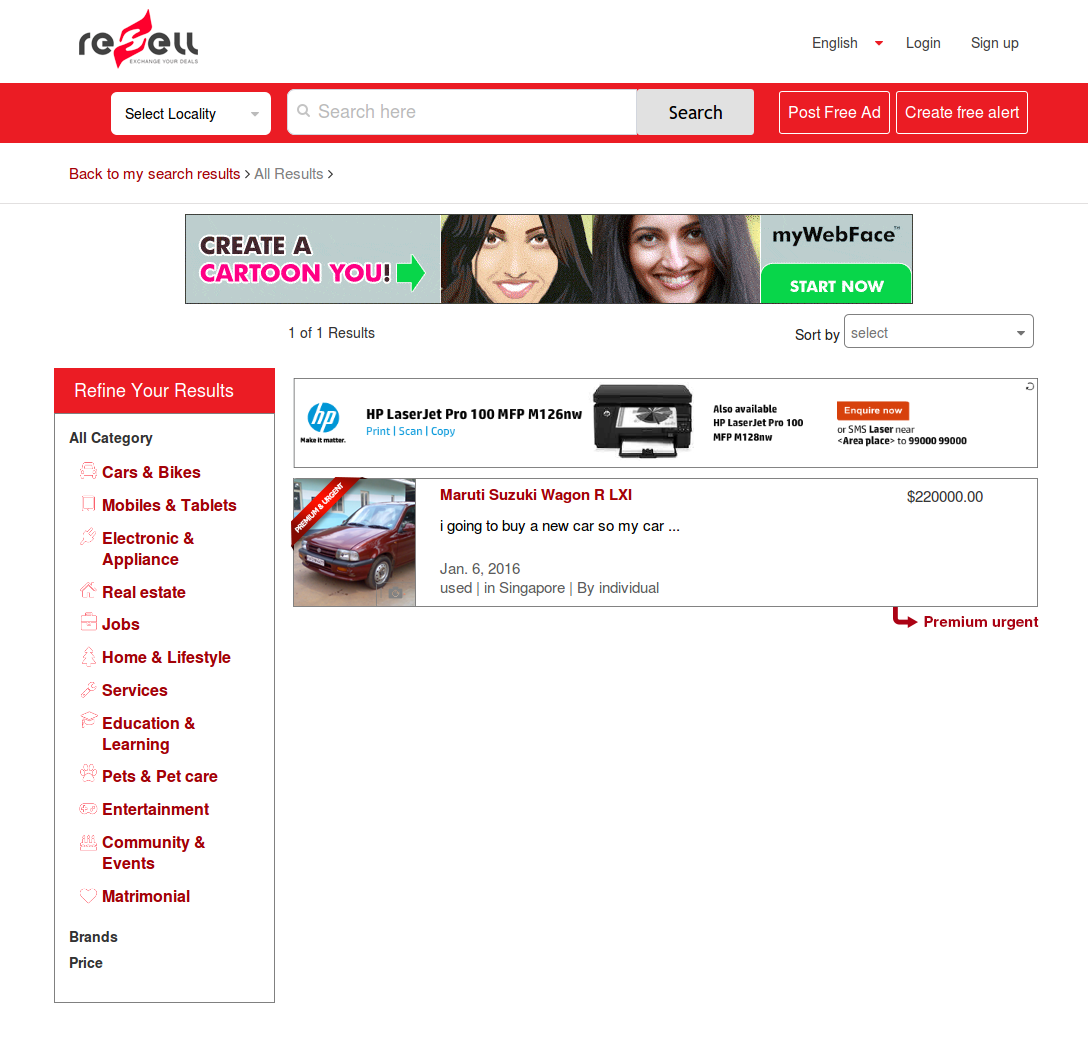 reSell
EXCHANGE YOUR DEALS
English Login Sign up
Select Locality Search here Search Post Free Ad Create free alert
Back to my search results > All Results >
CREATE A
CARTOON YOU!
myWebFace™
START NOW
1 of 1 Results
Sort by select
Refine Your Results
All Category
Cars & Bikes
Mobiles & Tablets
Electronic &
Appliance
Real estate
Jobs
Home & Lifestyle
Services
Education &
Learning
Pets & Pet care
Entertainment
Community &
Events
Matrimonial
Brands
Price
hp
Make it matter.
HP LaserJet Pro 100 MFP M126nw
Print | Scan | Copy
Also available
HP LaserJet Pro 100
MFP M128nw
Enquire now
or SMS Laser near
<Area place> to 99000 99000
PREMIUM & URGENT
Maruti Suzuki Wagon R LXI
$220000.00
i going to buy a new car so my car ...
Jan. 6, 2016
used | in Singapore | By individual
Premium urgent